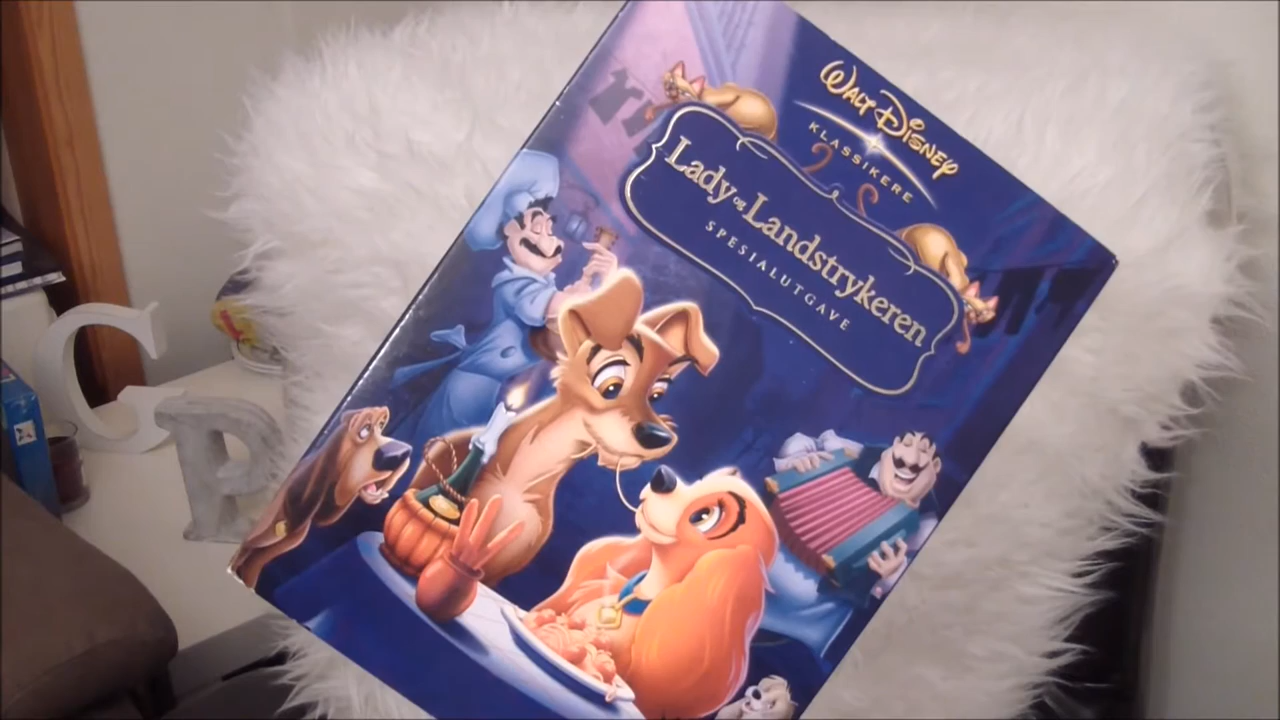 WALT DISNEY
KLASSIKERE
Lady og Landstrykeren
SPESIALUTGAVE
C
R